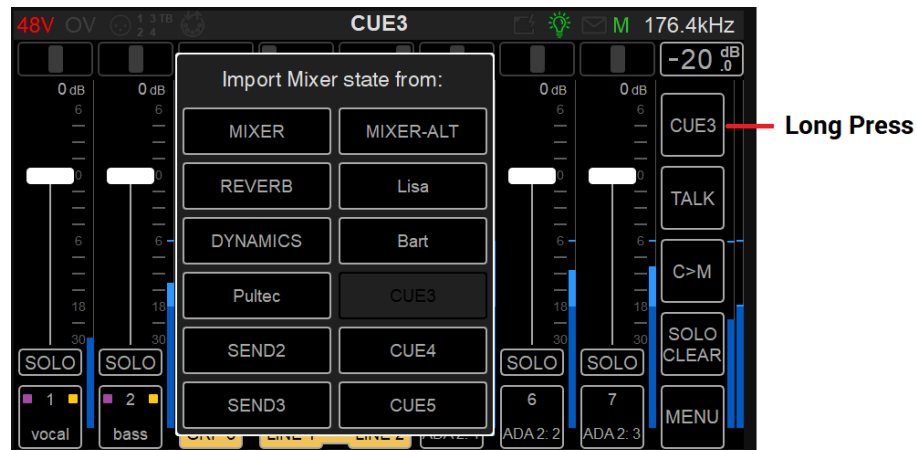 48V OV 1 3 TB 2 4 CUE3 M 176.4kHz
-20 .0 dB
Import Mixer state from:
0 dB 0 dB 0 dB 0 dB
6 6 6 6
MIXER MIXER-ALT
CUE3 Long Press
0 0 0 0
REVERB Lisa
TALK
DYNAMICS Bart
6 6 6 6
C>M
Pultec CUE3
18 18 18 18
SEND2 CUE4
30 30 30 30
SOLO SOLO SOLO SOLO
SOLO CLEAR
SEND3 CUE5
1 2 6 7
vocal bass ADA 2: 2 ADA 2: 3
MENU